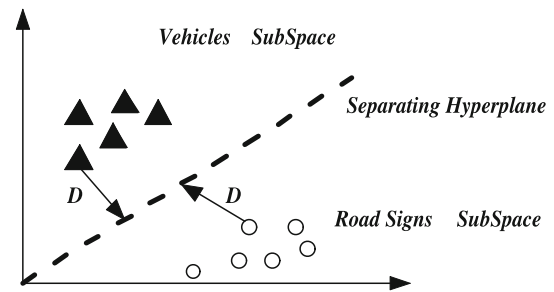 Vehicles SubSpace
Separating Hyperplane
D
D
Road Signs SubSpace